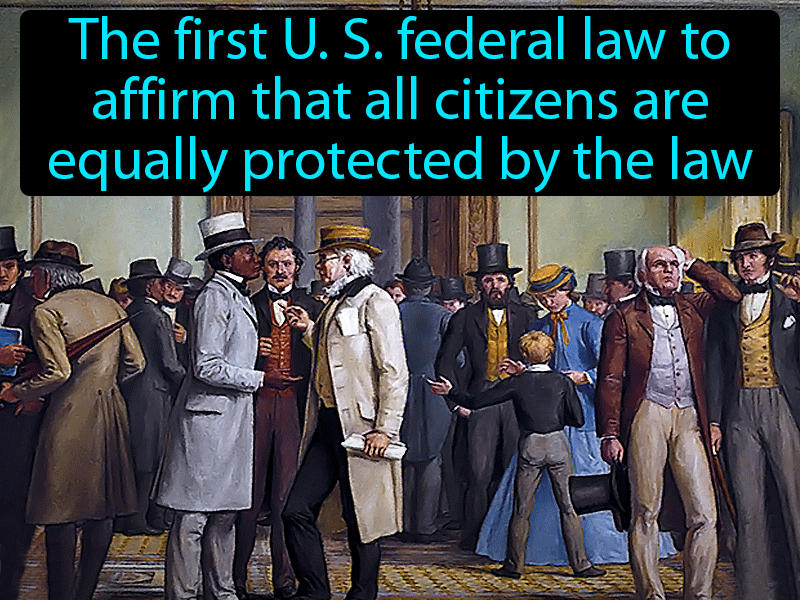 The first U. S. federal law to
affirm that all citizens are
equally protected by the law